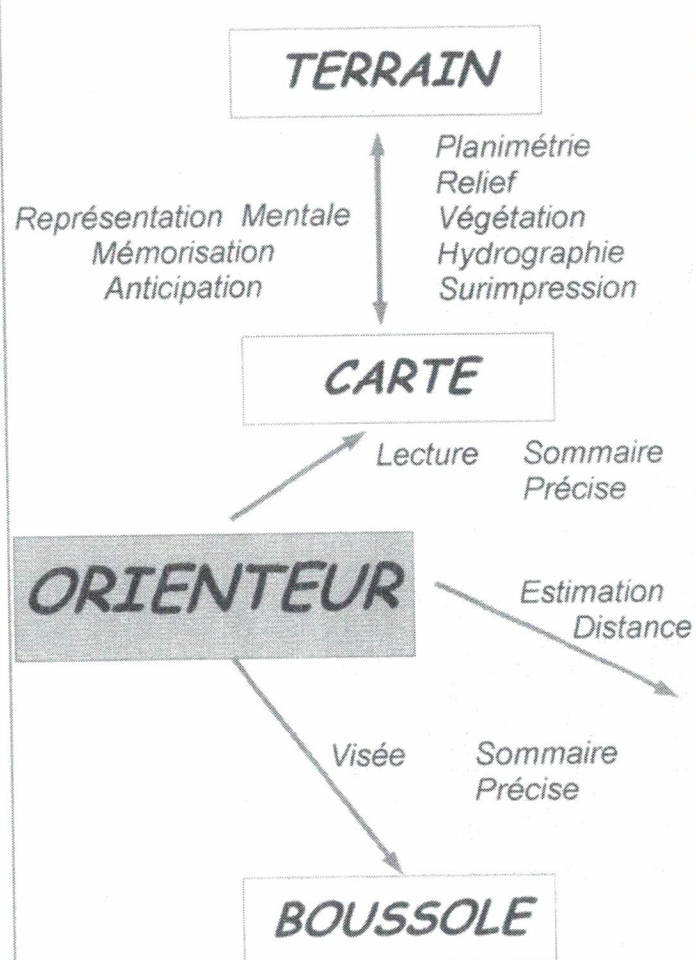 TERRAIN
Planimétrie
Relief
Représentation Mentale
Végétation
Mémorisation
Hydrographie
Anticipation
Surimpression
CARTE
Lecture Sommaire
Précise
ORIENTEUR
Estimation
Distance
Visée Sommaire
Précise
BOUSSOLE